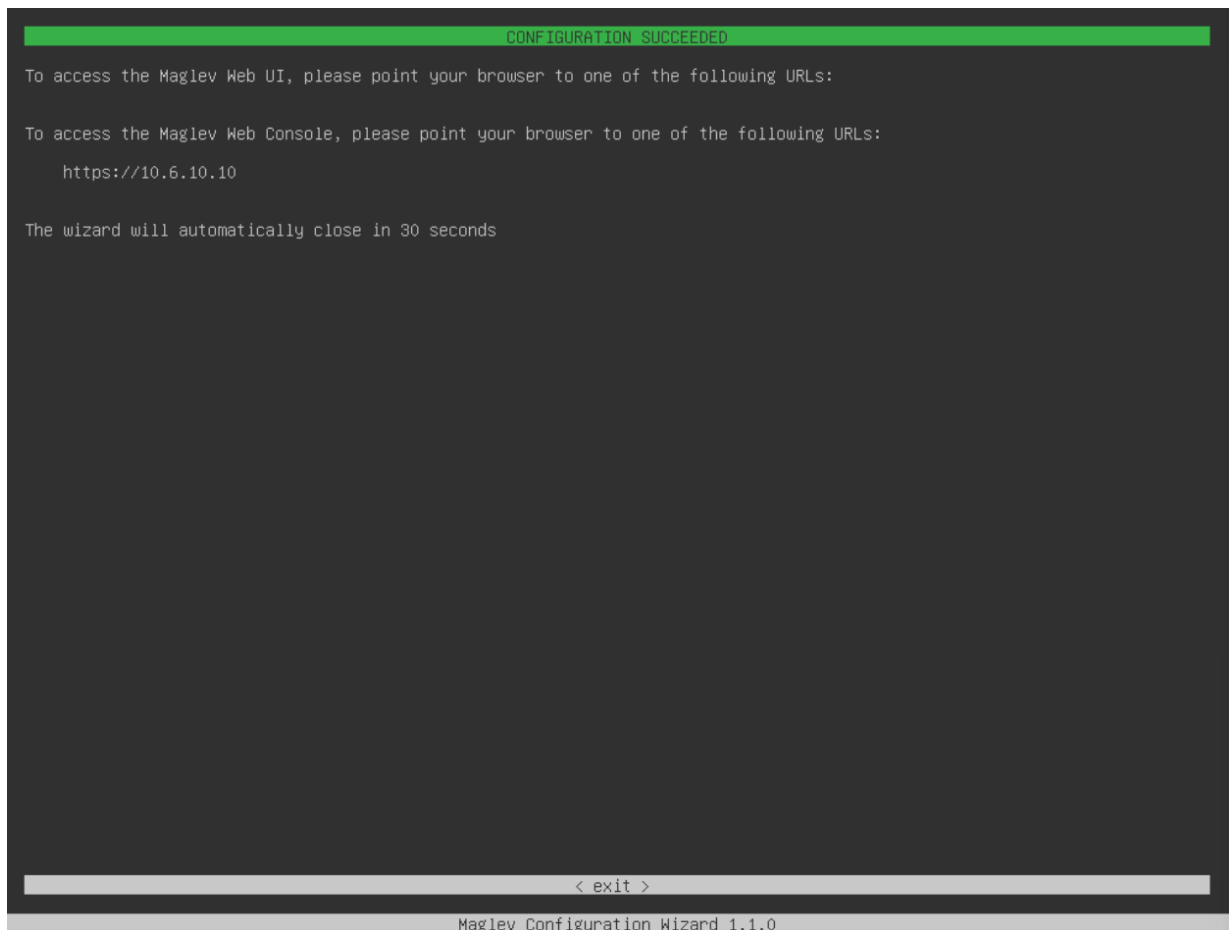 CONFIGURATION SUCCEEDED
To access the Maglev Web UI, please point your browser to one of the following URLs:
To access the Maglev Web Console, please point your browser to one of the following URLs:
https://10.6.10.10
The wizard will automatically close in 30 seconds
< exit >
Maglev Configuration Wizard 1.1.0